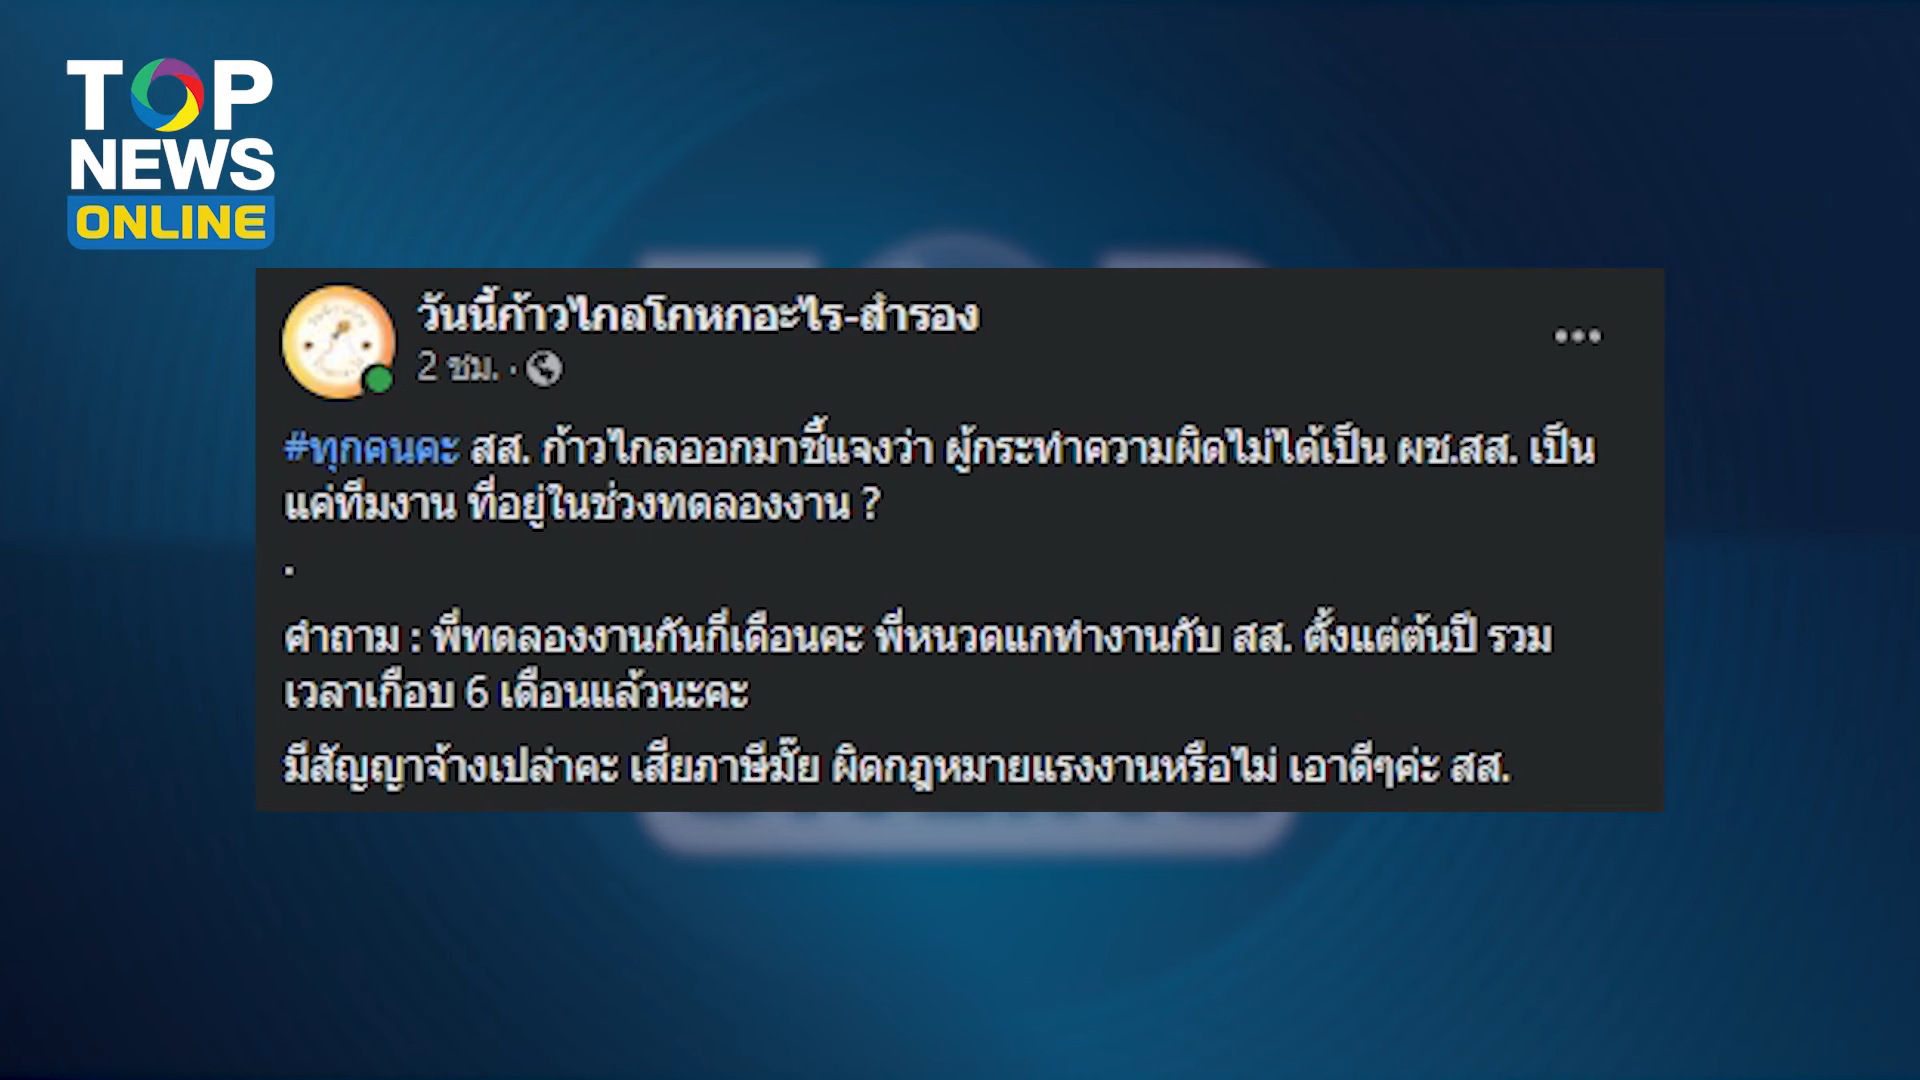 TOP
NEWS
ONLINE
วันนี้ก้าวไกลโกหกอะไร-สำรอง
2 ชม. ·
#ทุกคนคะ สส. ก้าวไกลออกมาชี้แจงว่า ผู้กระทำความผิดไม่ได้เป็น ผช.สส. เป็น
แค่ทีมงาน ที่อยู่ในช่วงทดลองงาน ?
.
คำถาม : พี่ทดลองงานกันกี่เดือนคะ พี่หนวดแกทำงานกับ สส. ตั้งแต่ต้นปี รวม
เวลาเกือบ 6 เดือนแล้วนะคะ
มีสัญญาจ้างเปล่าคะ เสียภาษีมั๊ย ผิดกฎหมายแรงงานหรือไม่ เอาดีๆค่ะ สส.